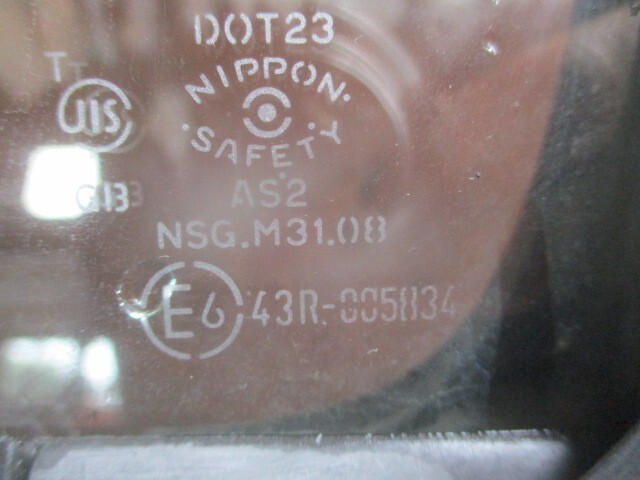 DOT23
NIPPON
SAFETY
JIS
AS2
NSG.M31.08
E6
43R-005834